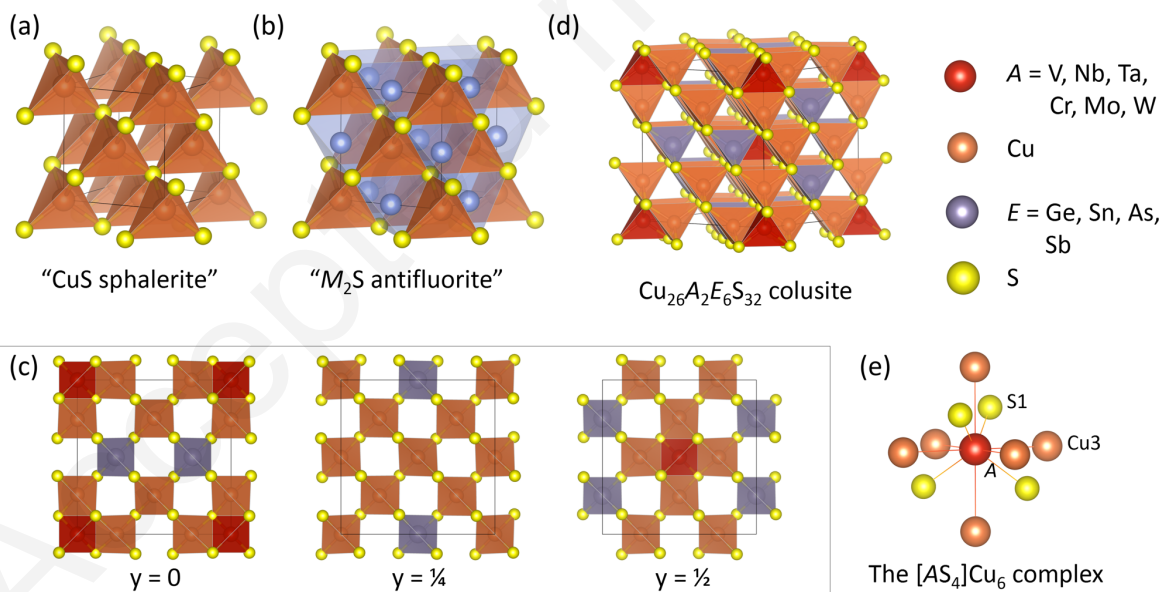 (a)
(b)
(d)
A = V, Nb, Ta,
Cr, Mo, W
Cu
E = Ge, Sn, As,
Sb
S
“CuS sphalerite”
“M₂S antifluorite”
Cu₂₆A₂E₆S₃₂ colusite
(c)
y = 0
y = ¼
y = ½
(e)
S1
Cu3
A
The [AS₄]Cu₆ complex